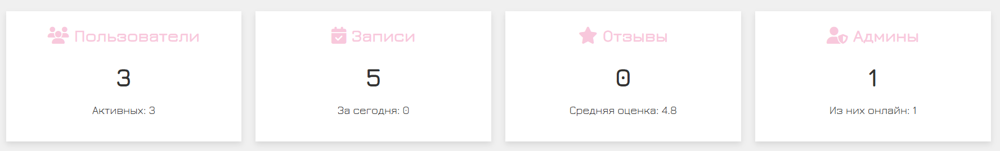 Пользователи
3
Активных: 3
Записи
5
За сегодня: 0
Отзывы
0
Средняя оценка: 4.8
Админы
1
Из них онлайн: 1